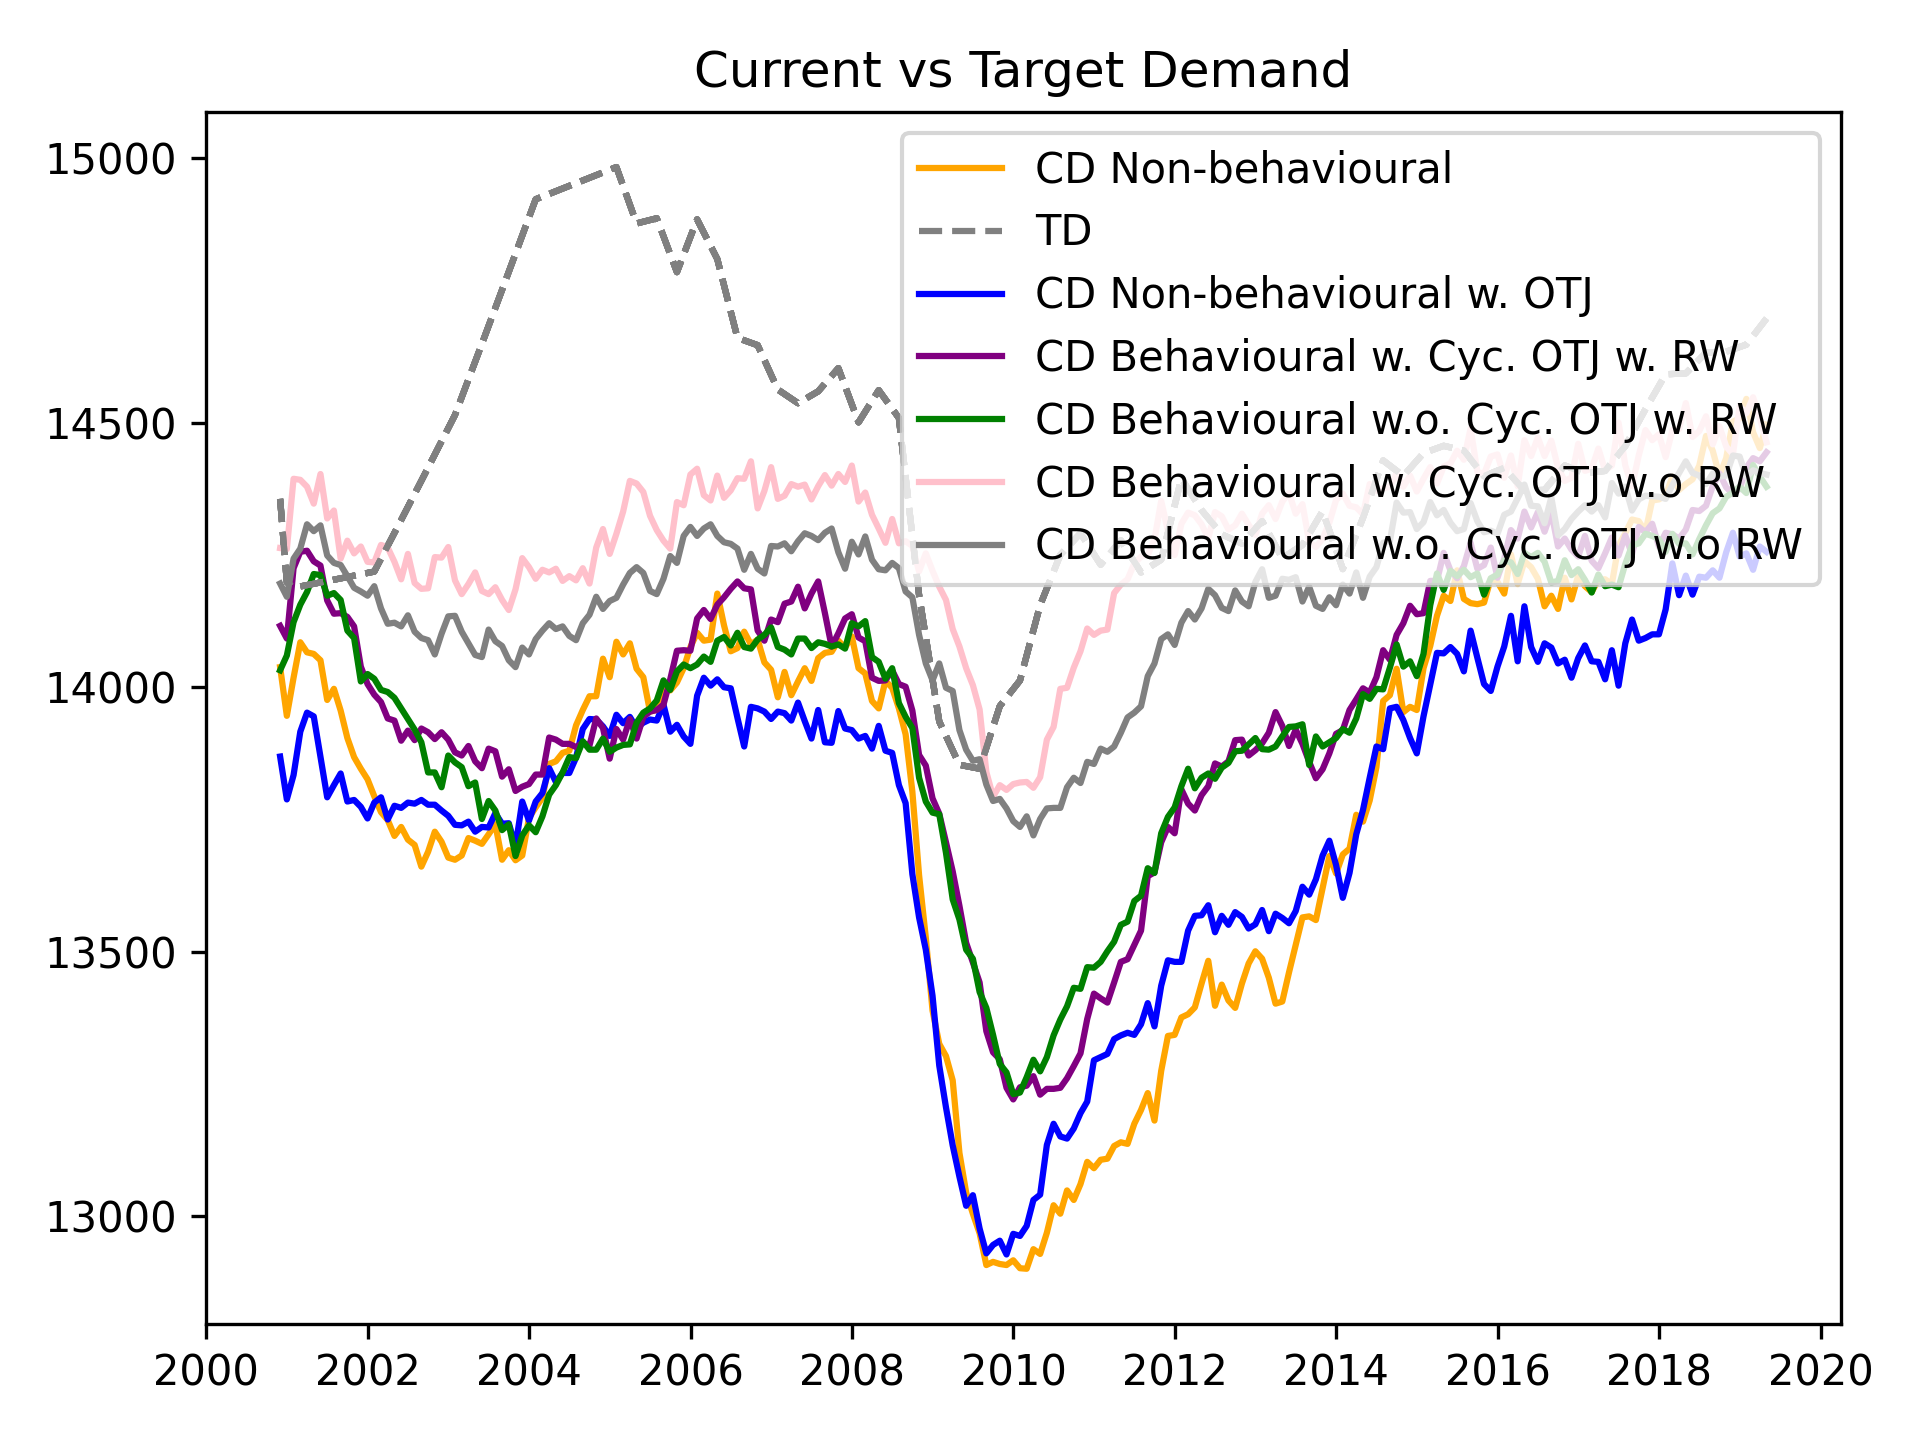 Current vs Target Demand
15000
14500
14000
13500
13000
CD Non-behavioural
TD
CD Non-behavioural w. OTJ
CD Behavioural w. Cyc. OTJ w. RW
CD Behavioural w.o. Cyc. OTJ w. RW
CD Behavioural w. Cyc. OTJ w.o RW
CD Behavioural w.o. Cyc. OTJ w.o RW
2000 2002 2004 2006 2008 2010 2012 2014 2016 2018 2020